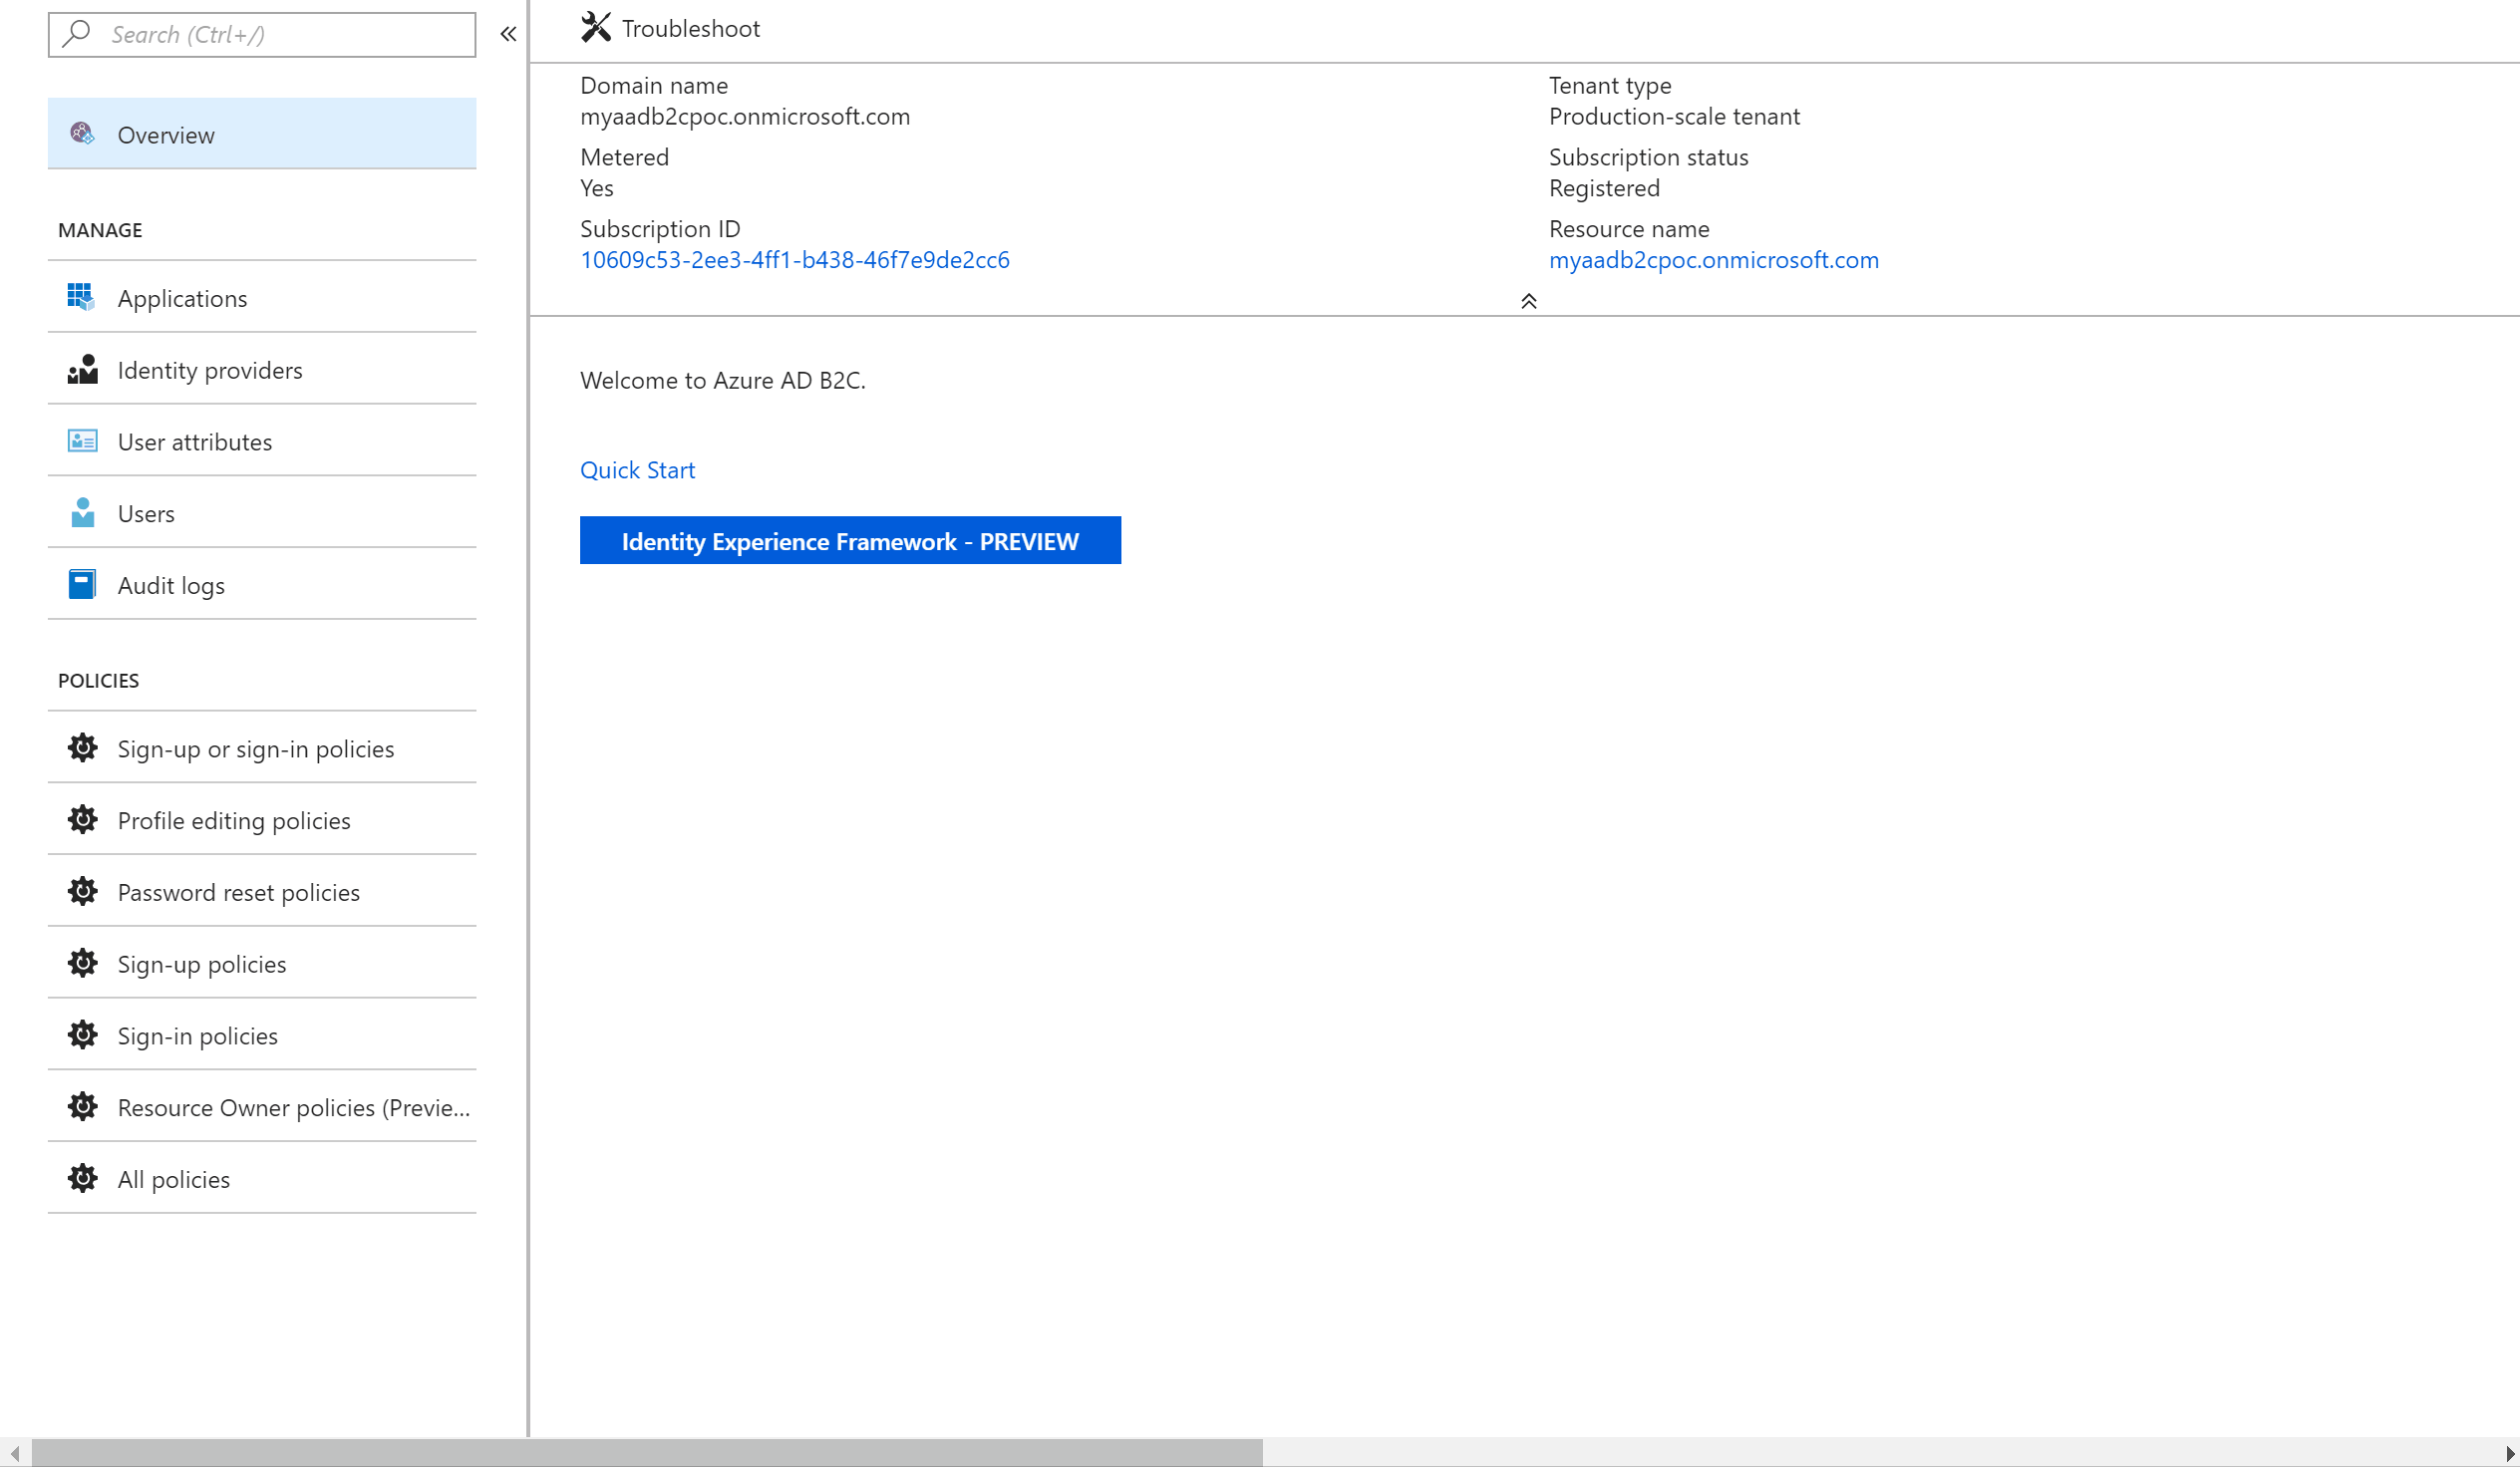 Search (Ctrl+/)
Overview
MANAGE
Applications
Identity providers
User attributes
Users
Audit logs
POLICIES
Sign-up or sign-in policies
Profile editing policies
Password reset policies
Sign-up policies
Sign-in policies
Resource Owner policies (Previe...
All policies
Troubleshoot
Domain name
myaadb2cpoc.onmicrosoft.com
Metered
Yes
Subscription ID
10609c53-2ee3-4ff1-b438-46f7e9de2cc6
Tenant type
Production-scale tenant
Subscription status
Registered
Resource name
myaadb2cpoc.onmicrosoft.com
Welcome to Azure AD B2C.
Quick Start
Identity Experience Framework - PREVIEW